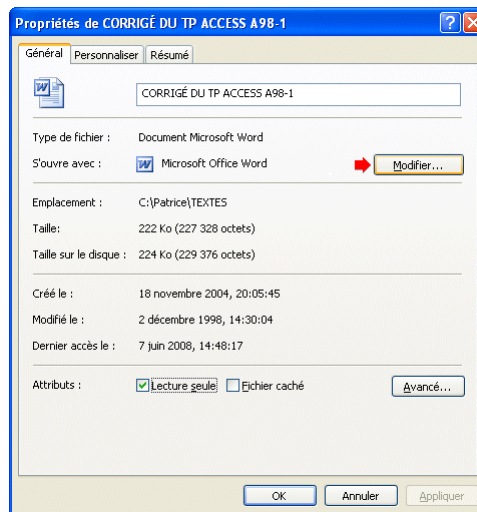 Propriétés de CORRIGÉ DU TP ACCESS A98-1
Général Personnaliser Résumé
CORRIGÉ DU TP ACCESS A98-1
Type de fichier : Document Microsoft Word
S'ouvre avec : Microsoft Office Word Modifier...
Emplacement : C:\Patrice\TEXTES
Taille: 222 Ko (227 328 octets)
Taille sur le disque : 224 Ko (229 376 octets)
Créé le : 18 novembre 2004, 20:05:45
Modifié le : 2 décembre 1998, 14:30:04
Dernier accès le : 7 juin 2008, 14:48:17
Attributs : Lecture seule Fichier caché Avancé...
OK Annuler Appliquer